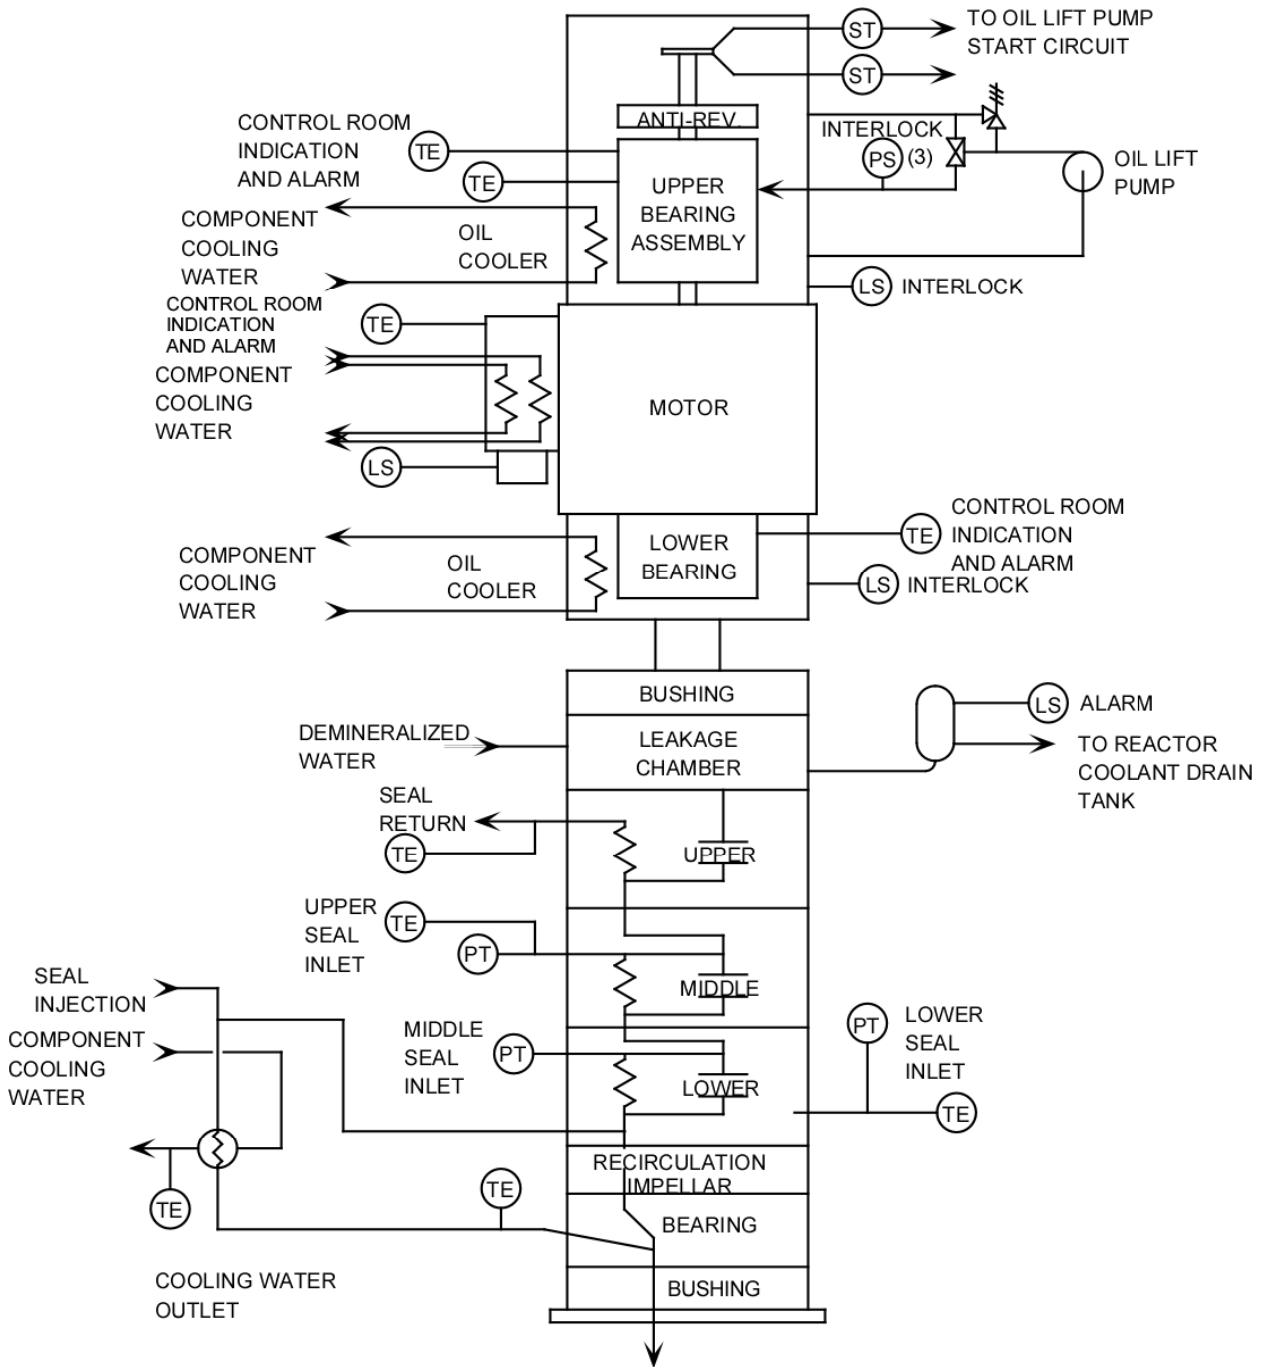 ST
TO OIL LIFT PUMP
START CIRCUIT
ST
ANTI-REV.
CONTROL ROOM
INDICATION
AND ALARM
TE
TE
INTERLOCK
PS
(3)
OIL LIFT
PUMP
UPPER
BEARING
ASSEMBLY
COMPONENT
COOLING
WATER
OIL
COOLER
LS
INTERLOCK
CONTROL ROOM
INDICATION
AND ALARM
TE
COMPONENT
COOLING
WATER
MOTOR
LS
CONTROL ROOM
INDICATION
AND ALARM
TE
LOWER
BEARING
COMPONENT
COOLING
WATER
OIL
COOLER
LS
INTERLOCK
BUSHING
LS
ALARM
DEMINERALIZED
WATER
LEAKAGE
CHAMBER
TO REACTOR
COOLANT DRAIN
TANK
SEAL
RETURN
TE
UPPER
UPPER
SEAL
INLET
TE
PT
MIDDLE
SEAL
INJECTION
MIDDLE
SEAL
INLET
PT
LOWER
PT
LOWER
SEAL
INLET
TE
COMPONENT
COOLING
WATER
RECIRCULATION
IMPELLAR
TE
TE
BEARING
COOLING WATER
OUTLET
BUSHING